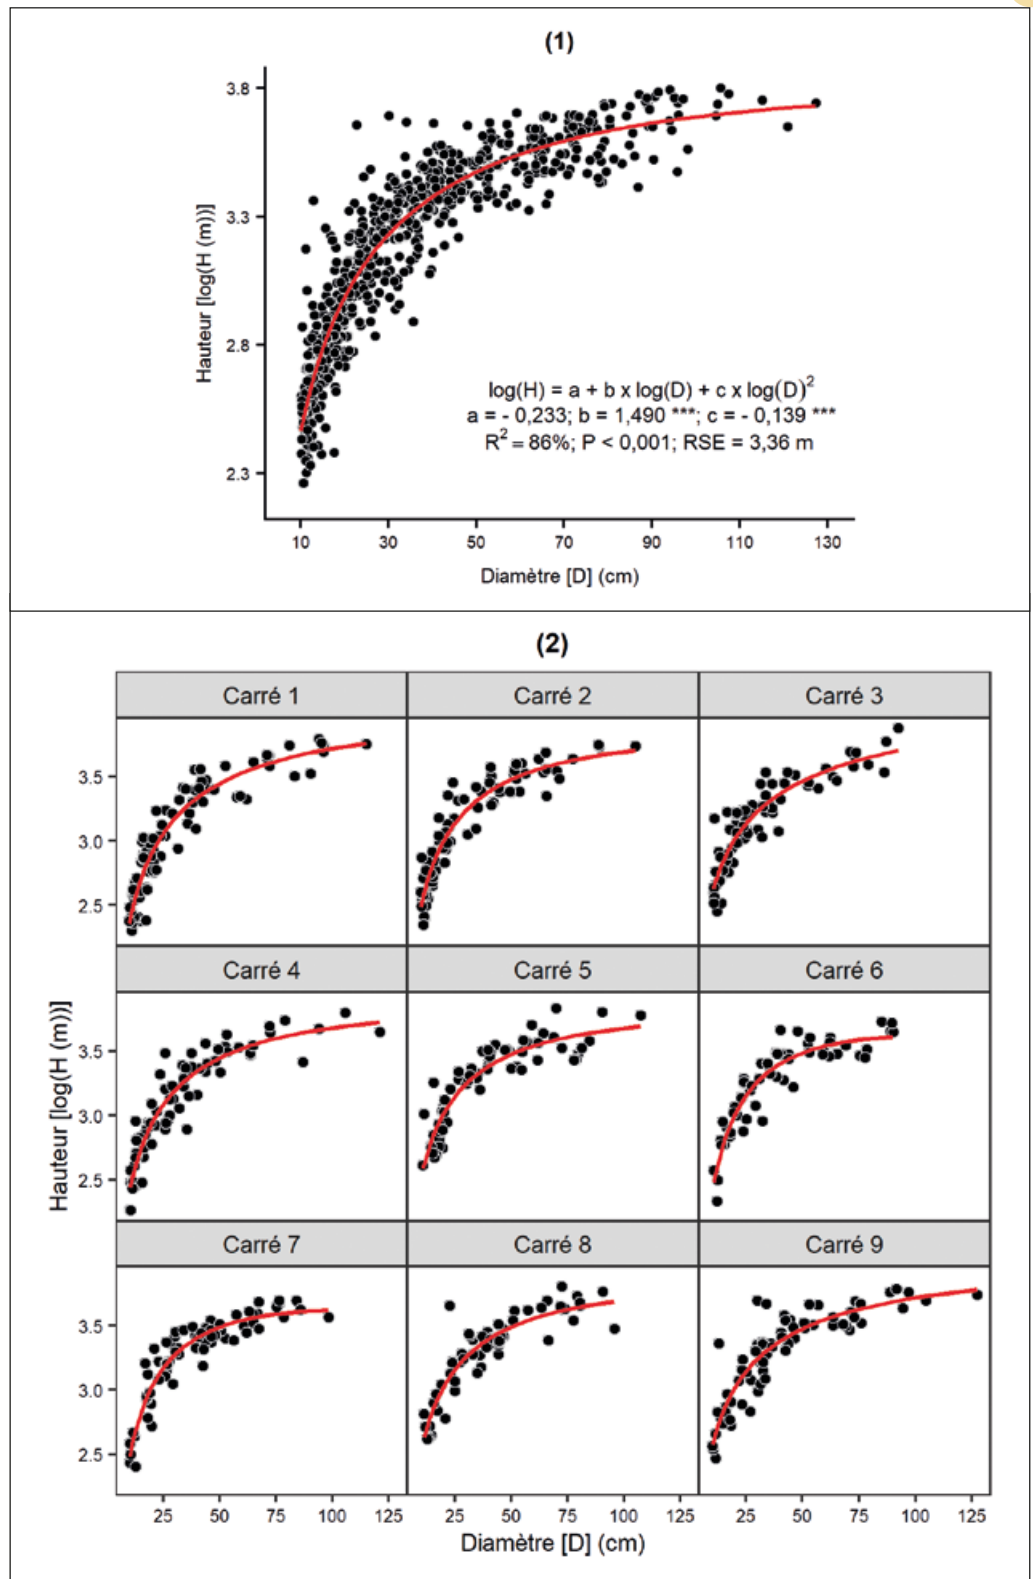 (1)
3.8
3.3
2.8
2.3
Hauteur [log(H (m))]
log(H) = a + b x log(D) + c x log(D)²
a = - 0,233; b = 1,490 ***; c = - 0,139 ***
R² = 86%; P < 0,001; RSE = 3,36 m
10 30 50 70 90 110 130
Diamètre [D] (cm)
(2)
Carré 1 Carré 2 Carré 3
3.5
3.0
2.5
Carré 4 Carré 5 Carré 6
3.5
3.0
2.5
Hauteur [log(H (m))]
Carré 7 Carré 8 Carré 9
3.5
3.0
2.5
25 50 75 100 125 25 50 75 100 125 25 50 75 100 125
Diamètre [D] (cm)